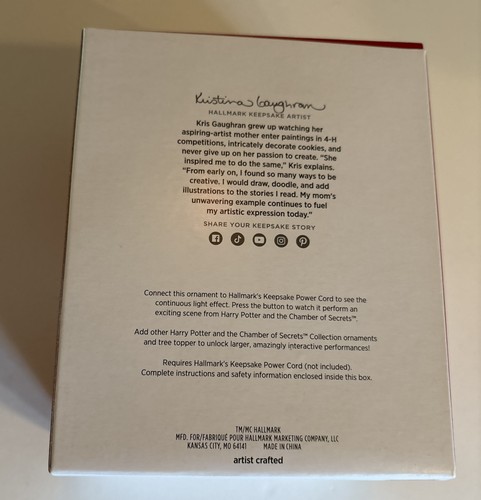 Kristina Gaughran
HALLMARK KEEPSAKE ARTIST
Kris Gaughran grew up watching her
aspiring-artist mother enter paintings in 4-H
competitions, intricately decorate cookies, and
never give up on her passion to create. “She
inspired me to do the same,” Kris explains.
“From early on, I found so many ways to be
creative. I would draw, doodle, and add
illustrations to the stories I read. My mom’s
unwavering example continues to fuel
my artistic expression today.”
SHARE YOUR KEEPSAKE STORY
Connect this ornament to Hallmark’s Keepsake Power Cord to see the
continuous light effect. Press the button to watch it perform an
exciting scene from Harry Potter and the Chamber of Secrets™.
Add other Harry Potter and the Chamber of Secrets™ Collection ornaments
and tree topper to unlock larger, amazingly interactive performances!
Requires Hallmark’s Keepsake Power Cord (not included).
Complete instructions and safety information enclosed inside this box.
TM/MC HALLMARK
MFD. FOR/FABRIQUÉ POUR HALLMARK MARKETING COMPANY, LLC
KANSAS CITY, MO 64141 MADE IN CHINA
artist crafted